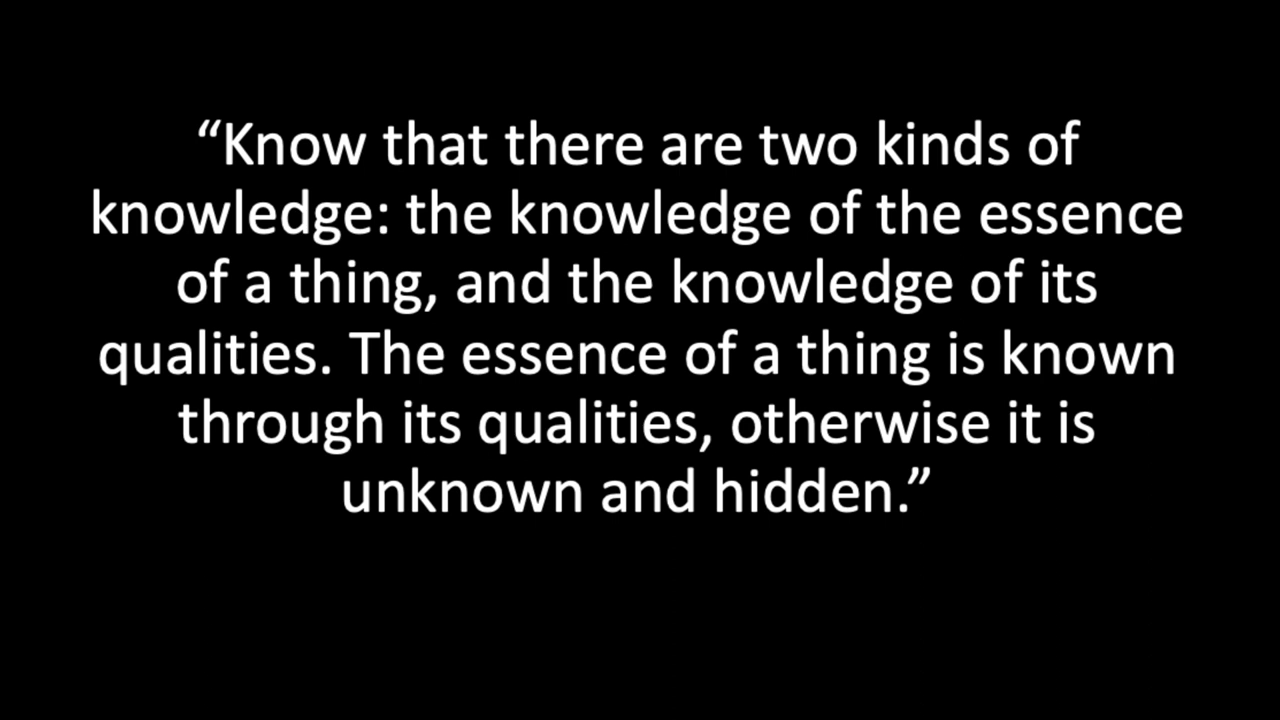 “Know that there are two kinds of
knowledge: the knowledge of the essence
of a thing, and the knowledge of its
qualities. The essence of a thing is known
through its qualities, otherwise it is
unknown and hidden.”